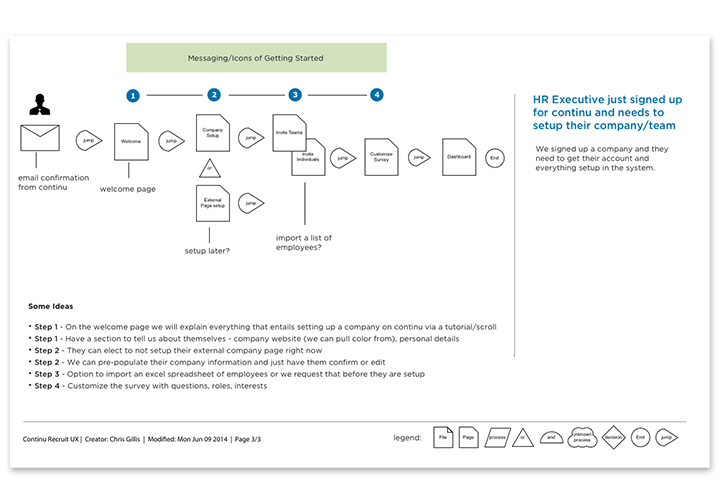 Messaging/Icons of Getting Started
1
2
3
4
jump
Welcome
jump
Company
Setup
jump
Invite Teams
Invite
Individuals
jump
Customize
Survey
jump
Dashboard
End
or
External
Page setup
jump
email confirmation
from continu
welcome page
setup later?
import a list of
employees?
HR Executive just signed up
for continu and needs to
setup their company/team
We signed up a company and they
need to get their account and
everything setup in the system.
Some Ideas
• Step 1 - On the welcome page we will explain everything that entails setting up a company on continu via a tutorial/scroll
• Step 1 - Have a section to tell us about themselves - company website (we can pull color from), personal details
• Step 2 - They can elect to not setup their external company page right now
• Step 2 - We can pre-populate their company information and just have them confirm or edit
• Step 3 - Option to import an excel spreadsheet of employees or we request that before they are setup
• Step 4 - Customize the survey with questions, roles, interests
Continu Recruit UX | Creator: Chris Gillis | Modified: Mon Jun 09 2014 | Page 3/3
legend:
File
Page
process
or
and
unknown
process
decision
End
jump